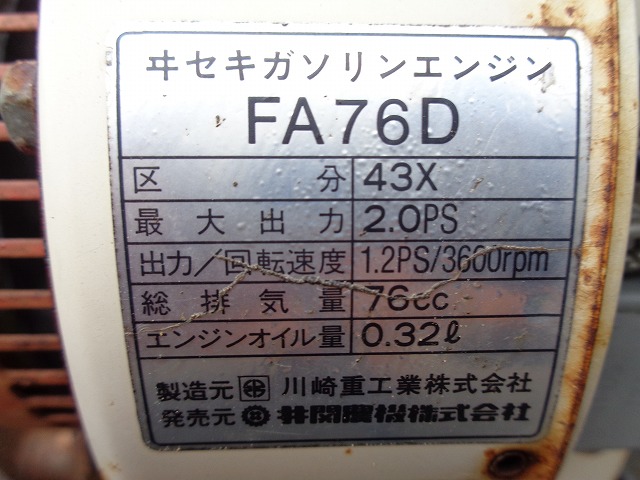 ヰセキガソリンエンジン
FA76D
区分 43X
最大出力 2.0PS
出力/回転速度 1.2PS/3600rpm
総排気量 76cc
エンジンオイル量 0.32ℓ
製造元 川崎重工業株式会社
発売元 井関農機株式会社